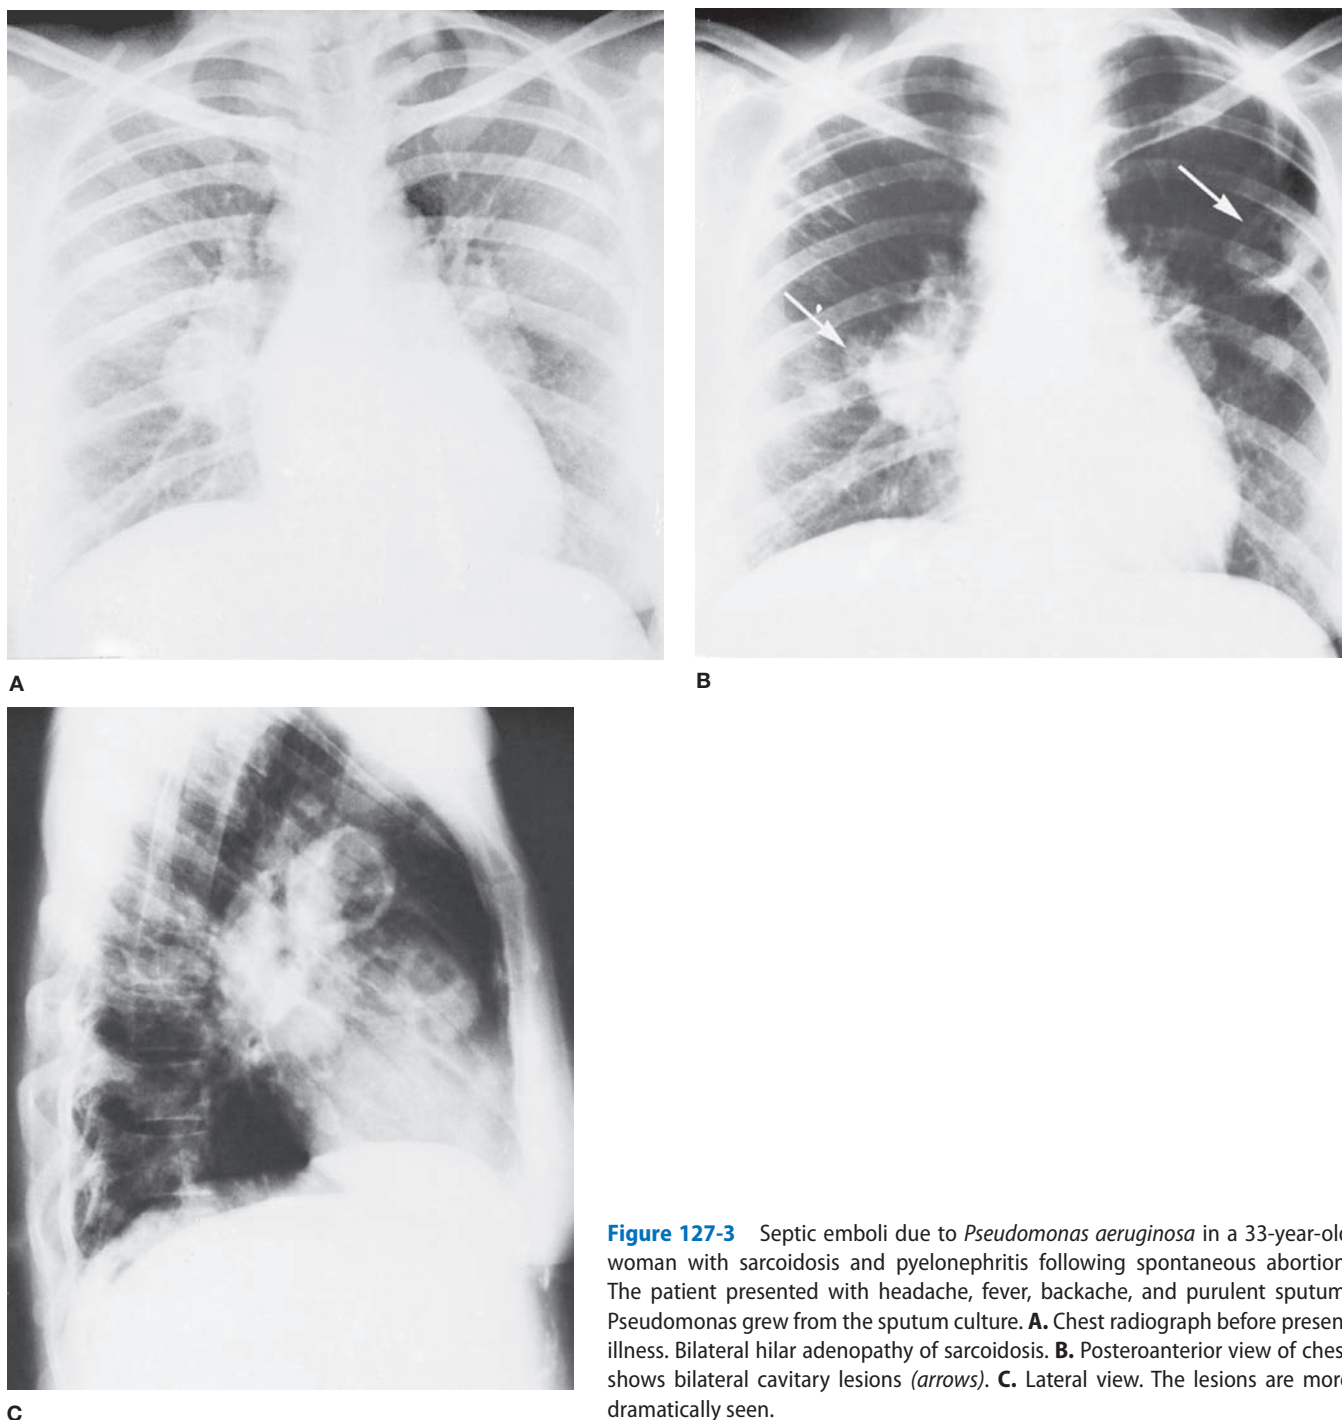 A
B
C
Figure 127-3 Septic emboli due to Pseudomonas aeruginosa in a 33-year-old
woman with sarcoidosis and pyelonephritis following spontaneous abortion
The patient presented with headache, fever, backache, and purulent sputum
Pseudomonas grew from the sputum culture. A. Chest radiograph before presen
illness. Bilateral hilar adenopathy of sarcoidosis. B. Posteroanterior view of ches
shows bilateral cavitary lesions (arrows). C. Lateral view. The lesions are more
dramatically seen.